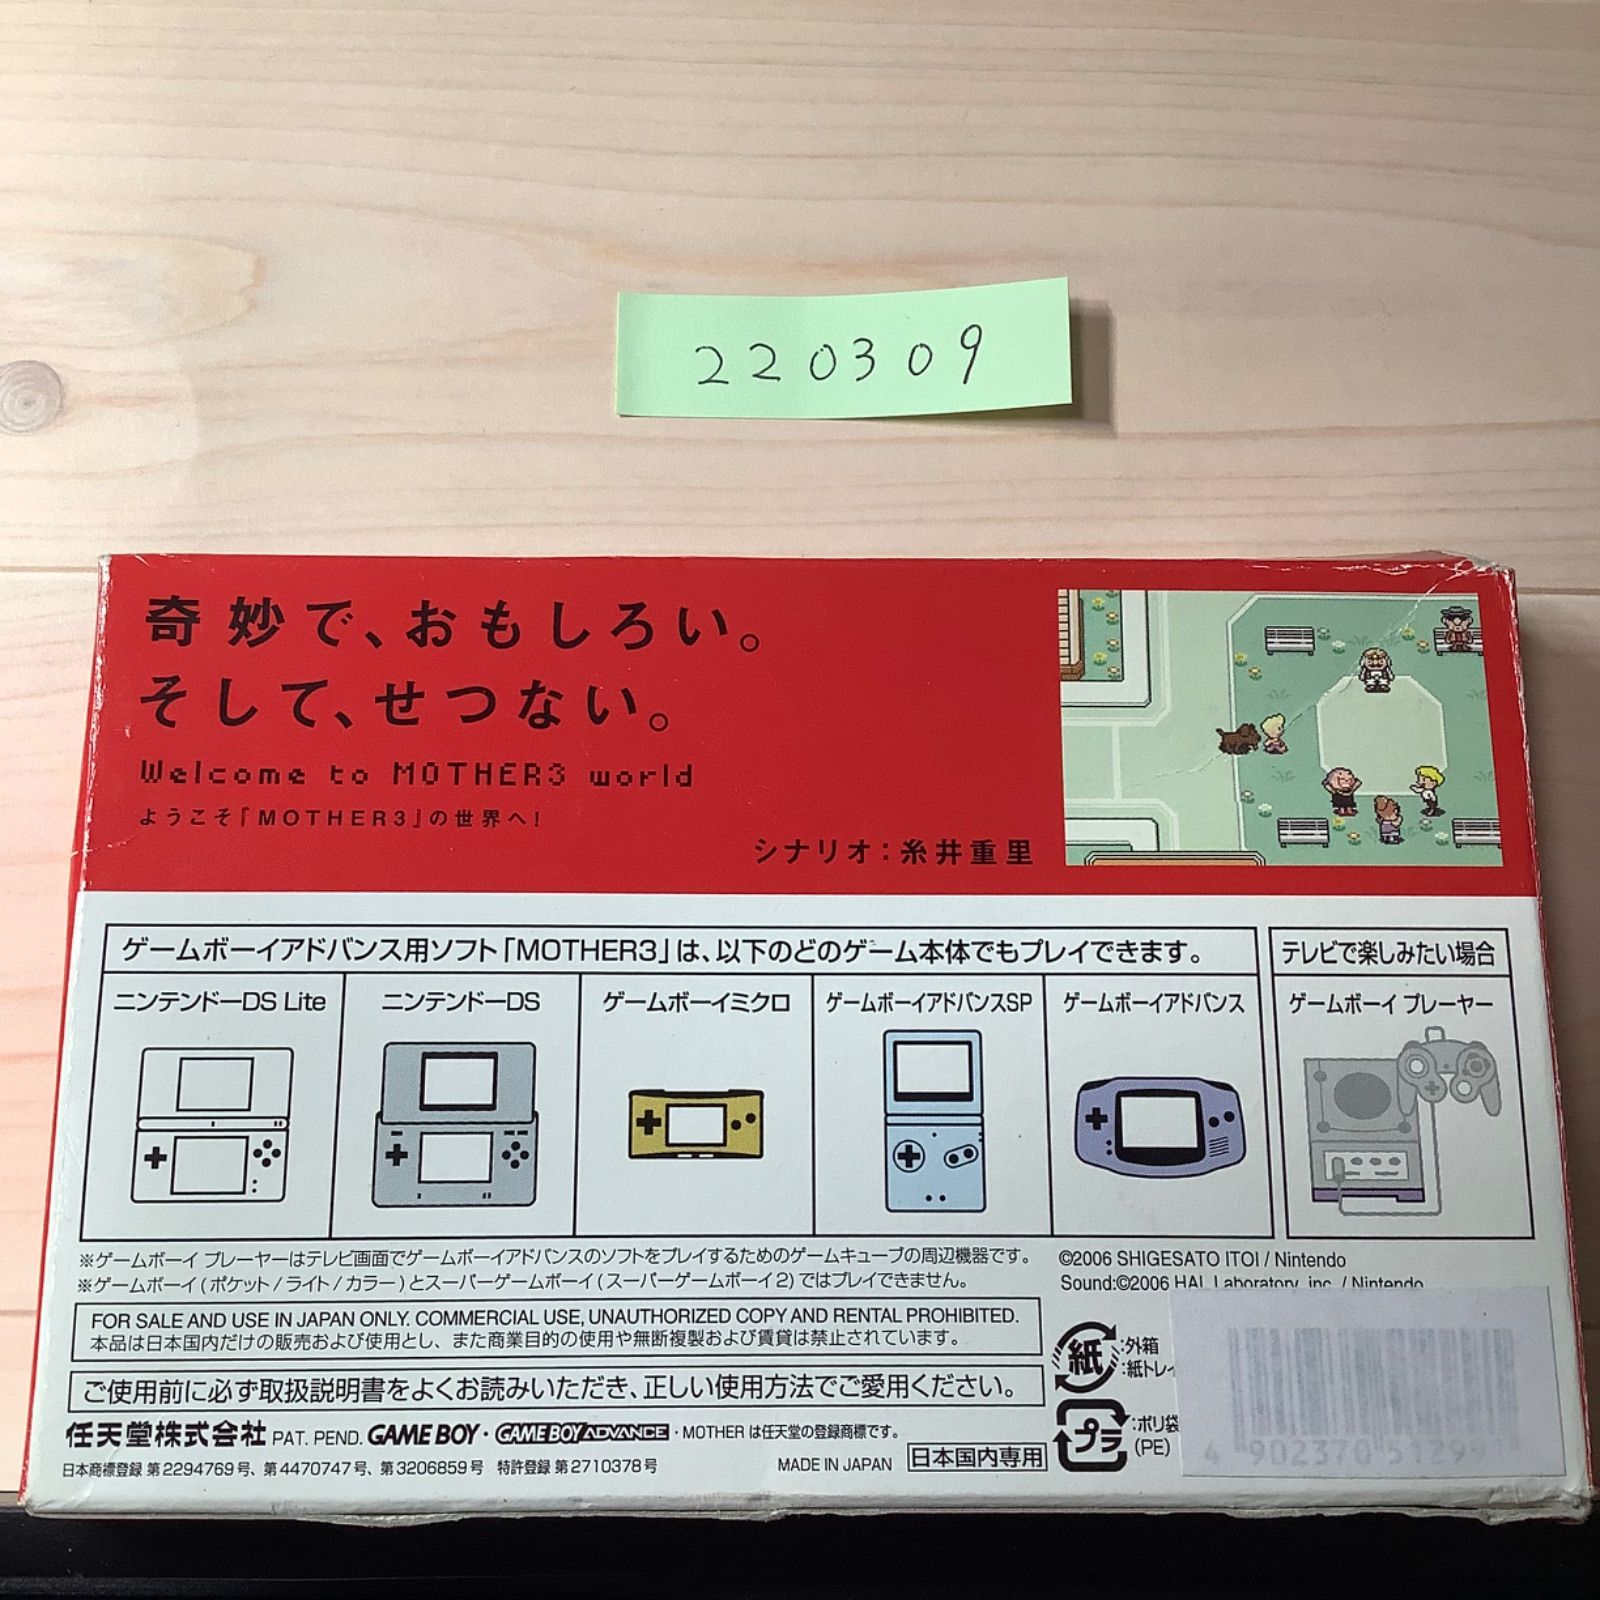 220309
奇妙で、おもしろい。
そして、せつない。
Welcome to MOTHER3 world
ようこそ「MOTHER3」の世界へ!
シナリオ:糸井重里
ゲームボーイアドバンス用ソフト「MOTHER3」は、以下のどのゲーム本体でもプレイできます。
テレビで楽しみたい場合
ニンテンドーDS Lite
ニンテンドーDS
ゲームボーイミクロ
ゲームボーイアドバンスSP
ゲームボーイアドバンス
ゲームボーイ プレーヤー
※ゲームボーイ プレーヤーはテレビ画面でゲームボーイアドバンスのソフトをプレイするためのゲームキューブの周辺機器です。
※ゲームボーイ(ポケット/ライト/カラー)とスーパーゲームボーイ(スーパーゲームボーイ2)ではプレイできません。
©2006 SHIGESATO ITOI / Nintendo
Sound:©2006 HAL Laboratory, inc. / Nintendo
FOR SALE AND USE IN JAPAN ONLY. COMMERCIAL USE, UNAUTHORIZED COPY AND RENTAL PROHIBITED.
本品は日本国内だけの販売および使用とし、また商業目的の使用や無断複製および賃貸は禁止されています。
ご使用前に必ず取扱説明書をよくお読みいただき、正しい使用方法でご愛用ください。
紙
:外箱
:紙トレイ
プラ
:ポリ袋
(PE)
任天堂株式会社 PAT. PEND. GAME BOY・GAME BOY ADVANCE・MOTHER は任天堂の登録商標です。
日本商標登録 第2294769号、第4470747号、第3206859号 特許登録 第2710378号
MADE IN JAPAN
日本国内専用
4 902370 512991